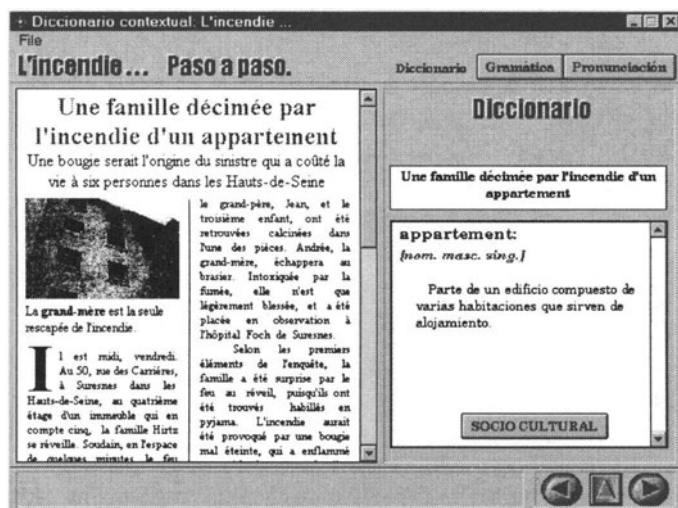 Diccionario contextual: L'incendie ...
File
L'incendie... Paso a paso.
Diccionario Gramática Pronunciación
Une famille décimée par
l'incendie d'un appartement
Une bougie serait l'origine du sinistre qui a coûté la
vie à six personnes dans les Hauts-de-Seine
La grand-mère est la seule
rescapée de l'incendie.
Il est midi, vendredi.
Au 50, rue des Carrières,
à Suresnes dans les
Hauts-de-Seine, au quatrième
étage d'un immeuble qui en
compte cinq, la famille Hirtz
se réveille. Soudain, en l'espace
de quelques minutes le feu
le grand-père, Jean, et le
troisième enfant, ont été
retrouvées calcinées dans
l'une des pièces. Andrée, la
grand-mère, échappera au
brasier. Intoxiquée par la
fumée, elle n'est que
légèrement blessée, et a été
placée en observation à
l'hôpital Foch de Suresnes.
Selon les premiers
éléments de l'enquête, la
famille a été surprise par le
feu au réveil, puisqu'ils ont
été trouvés habillés en
pyjama. L'incendie aurait
été provoqué par une bougie
mal éteinte, qui a enflammé
Diccionario
Une famille décimée par l'incendie d'un
appartement
appartement:
[nom. masc. sing.]
Parte de un edificio compuesto de
varias habitaciones que sirven de
alojamiento.
SOCIO CULTURAL
A